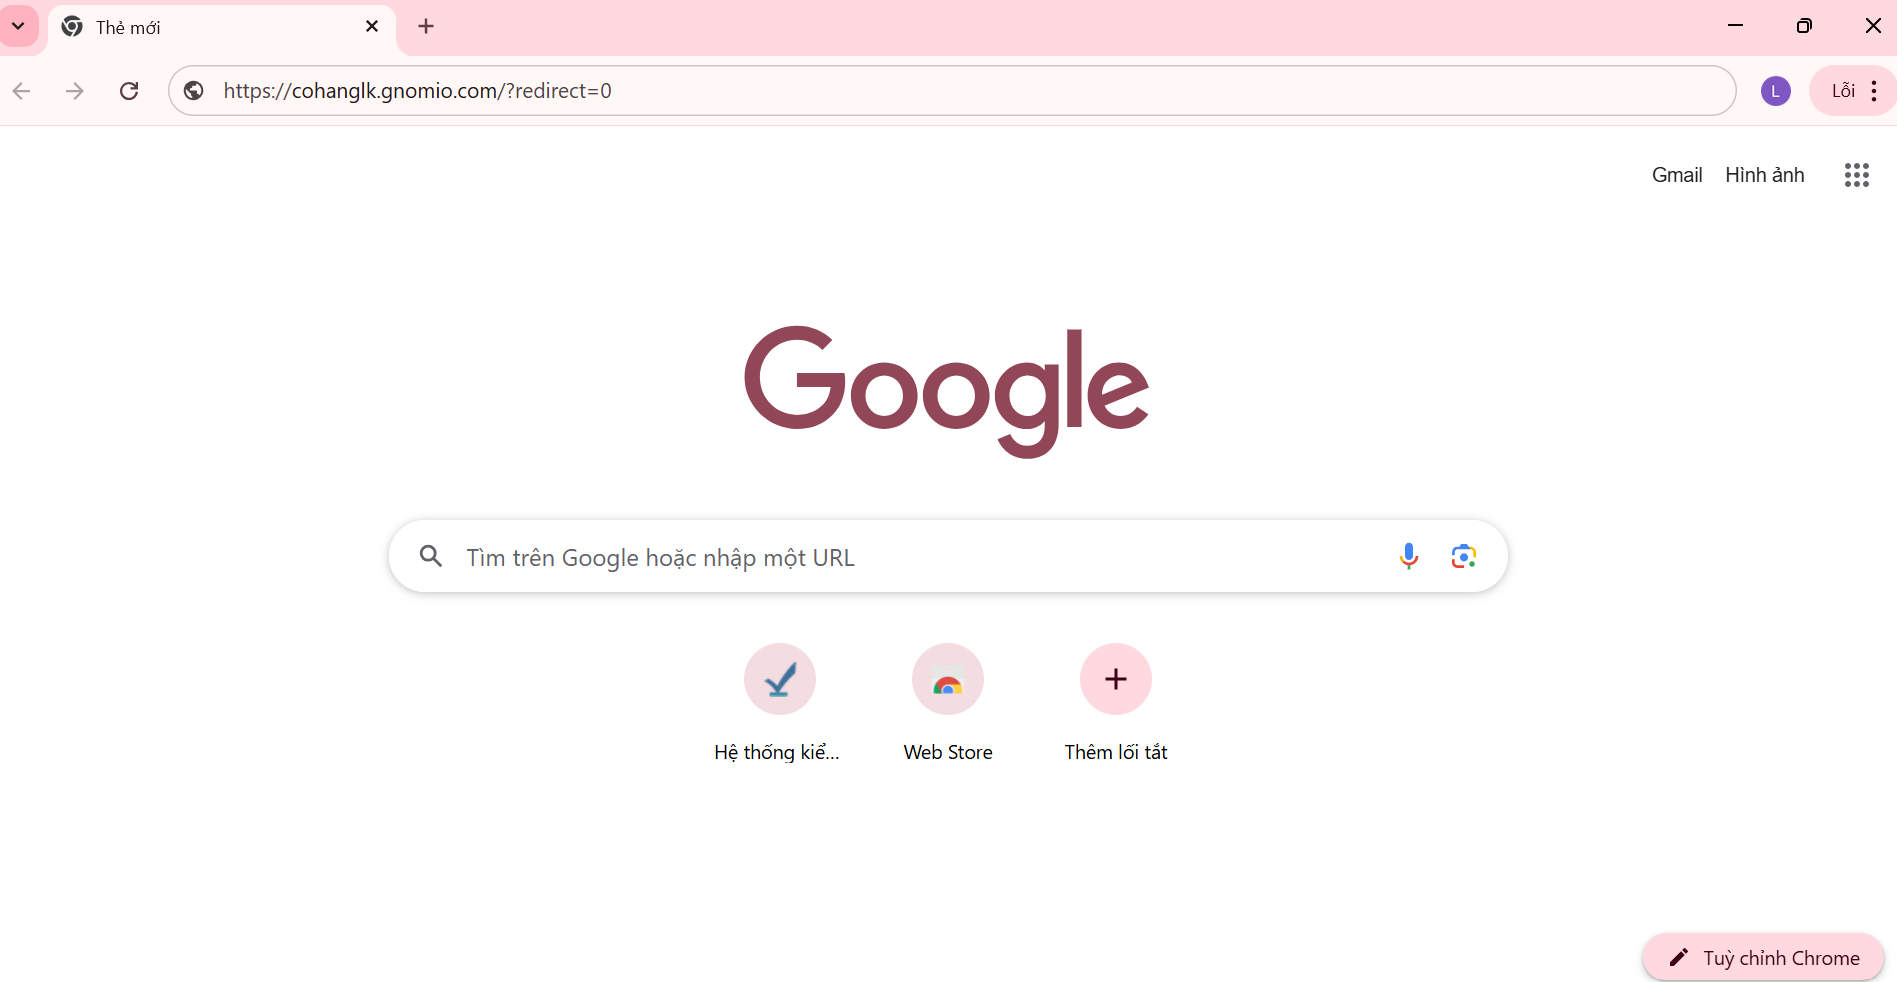 Thẻ mới
https://cohanglk.gnomio.com/?redirect=0
L
Lỗi
Gmail Hình ảnh
Google
Tìm trên Google hoặc nhập một URL
Hệ thống kiể...
Web Store
Thêm lối tắt
Tuỳ chỉnh Chrome